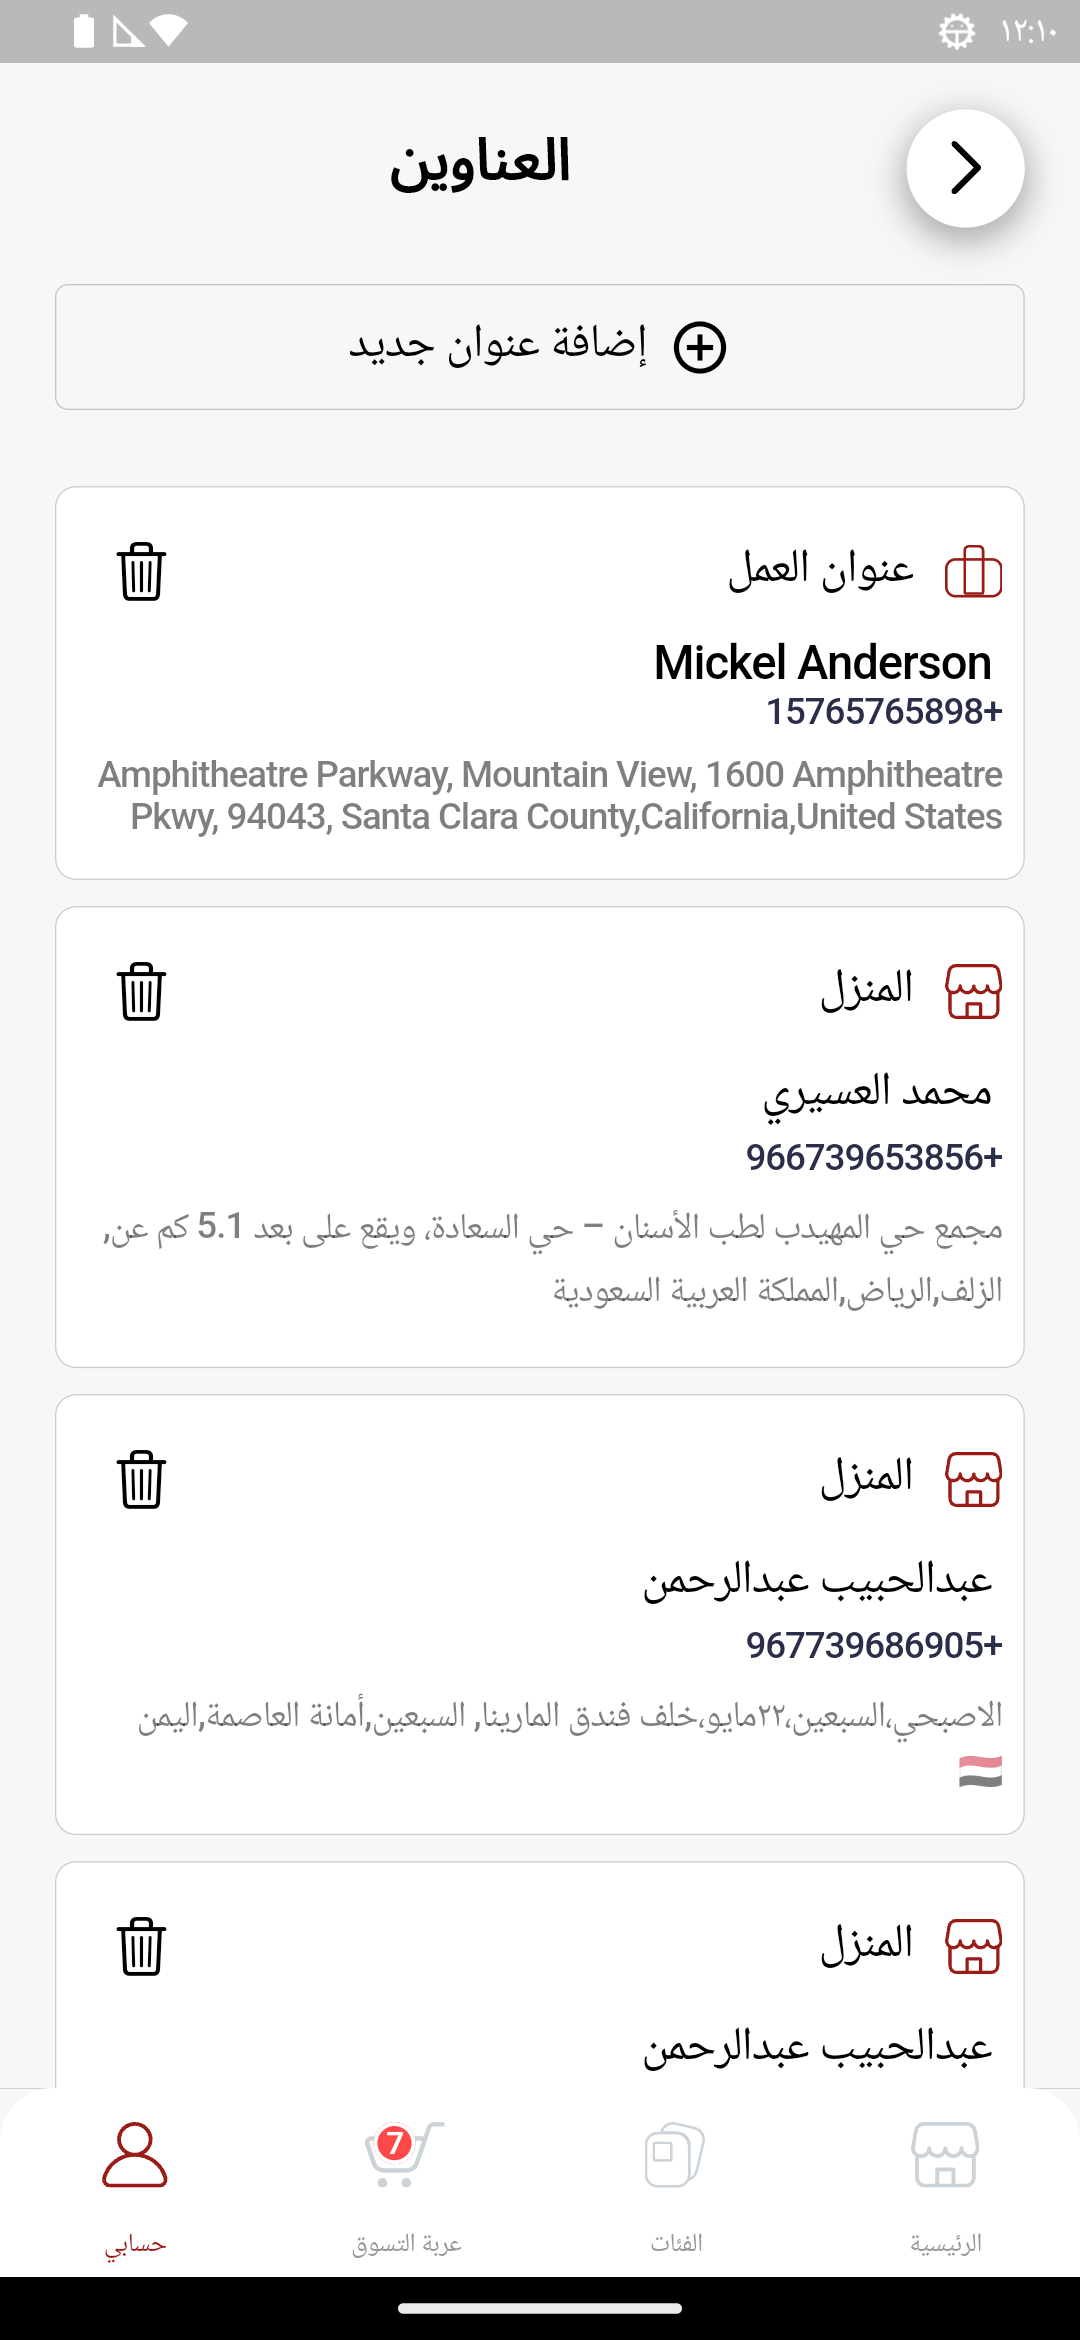 ١٢:١٠
العناوين
إضافة عنوان جديد
عنوان العمل
Mickel Anderson
15765765898+
Amphitheatre Parkway, Mountain View, 1600 Amphitheatre
Pkwy, 94043, Santa Clara County,California,United States
المنزل
محمد العسيري
966739653856+
مجمع حي المهيدب لطب الأسنان – حي السعادة، ويقع على بعد 5.1 كم عن,
الزلف,الرياض,المملكة العربية السعودية
المنزل
عبدالحبيب عبدالرحمن
967739686905+
الاصبحي،السبعين،٢٢مايو،خلف فندق المارينا, السبعين,أمانة العاصمة,اليمن
🇾🇪
المنزل
عبدالحبيب عبدالرحمن
الرئيسية
الفئات
7
عربة التسوق
حسابي